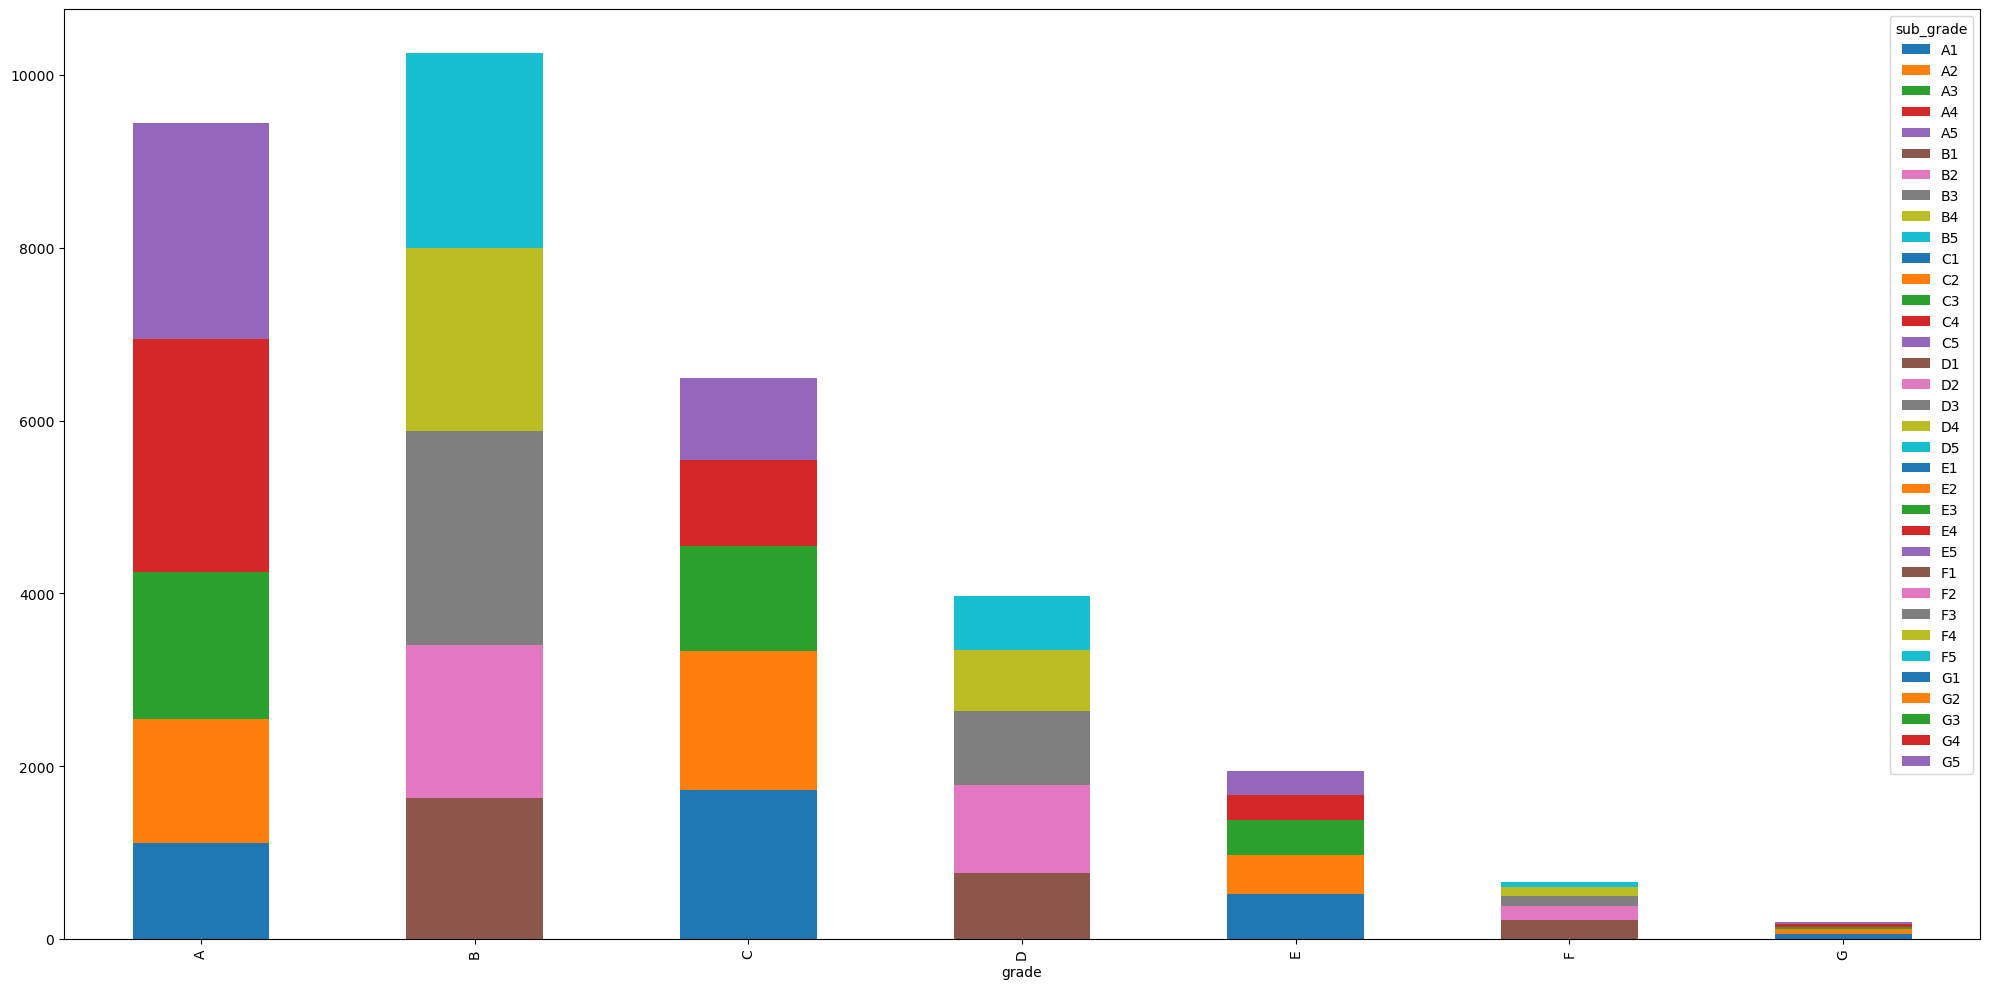 10000
8000
6000
4000
2000
0
A
B
C
D
E
F
G
grade
sub_grade
A1
A2
A3
A4
A5
B1
B2
B3
B4
B5
C1
C2
C3
C4
C5
D1
D2
D3
D4
D5
E1
E2
E3
E4
E5
F1
F2
F3
F4
F5
G1
G2
G3
G4
G5